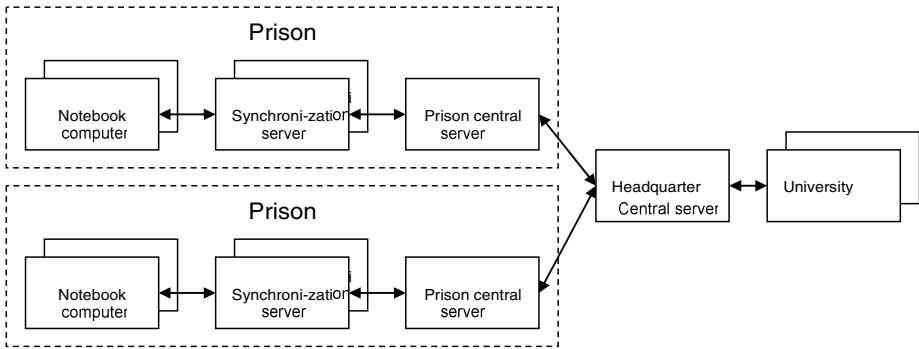 Prison
Notebook
computer
Synchroni-zation
server
Prison central
server
Headquarter
Central server
University
Prison
Notebook
computer
Synchroni-zation
server
Prison central
server